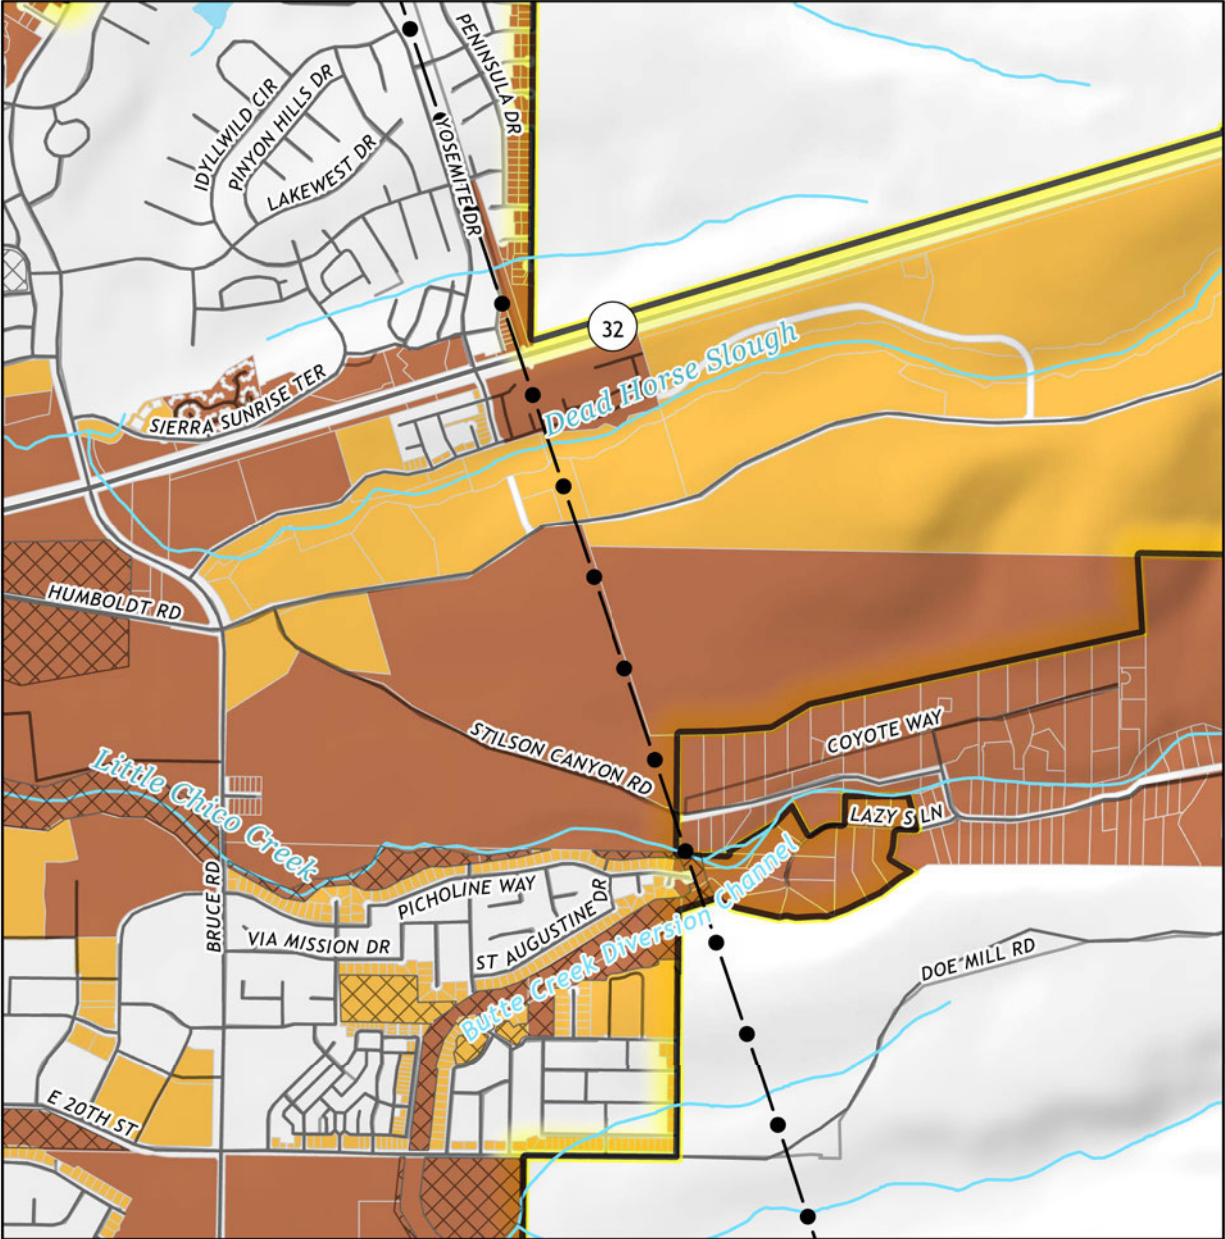 PENINSULA DR
IDYLLWILD CIR
PINYON HILLS DR
LAKEWEST DR
YOSEMITE DR
32
Dead Horse Slough
SIERRA SUNRISE TER
HUMBOLDT RD
STILSON CANYON RD
COYOTE WAY
Little Chico Creek
LAZY S LN
BRUCE RD
PICHOLINE WAY
VIA MISSION DR
ST AUGUSTINE DR
Butte Creek Diversion Channel
DOE MILL RD
E 20TH ST